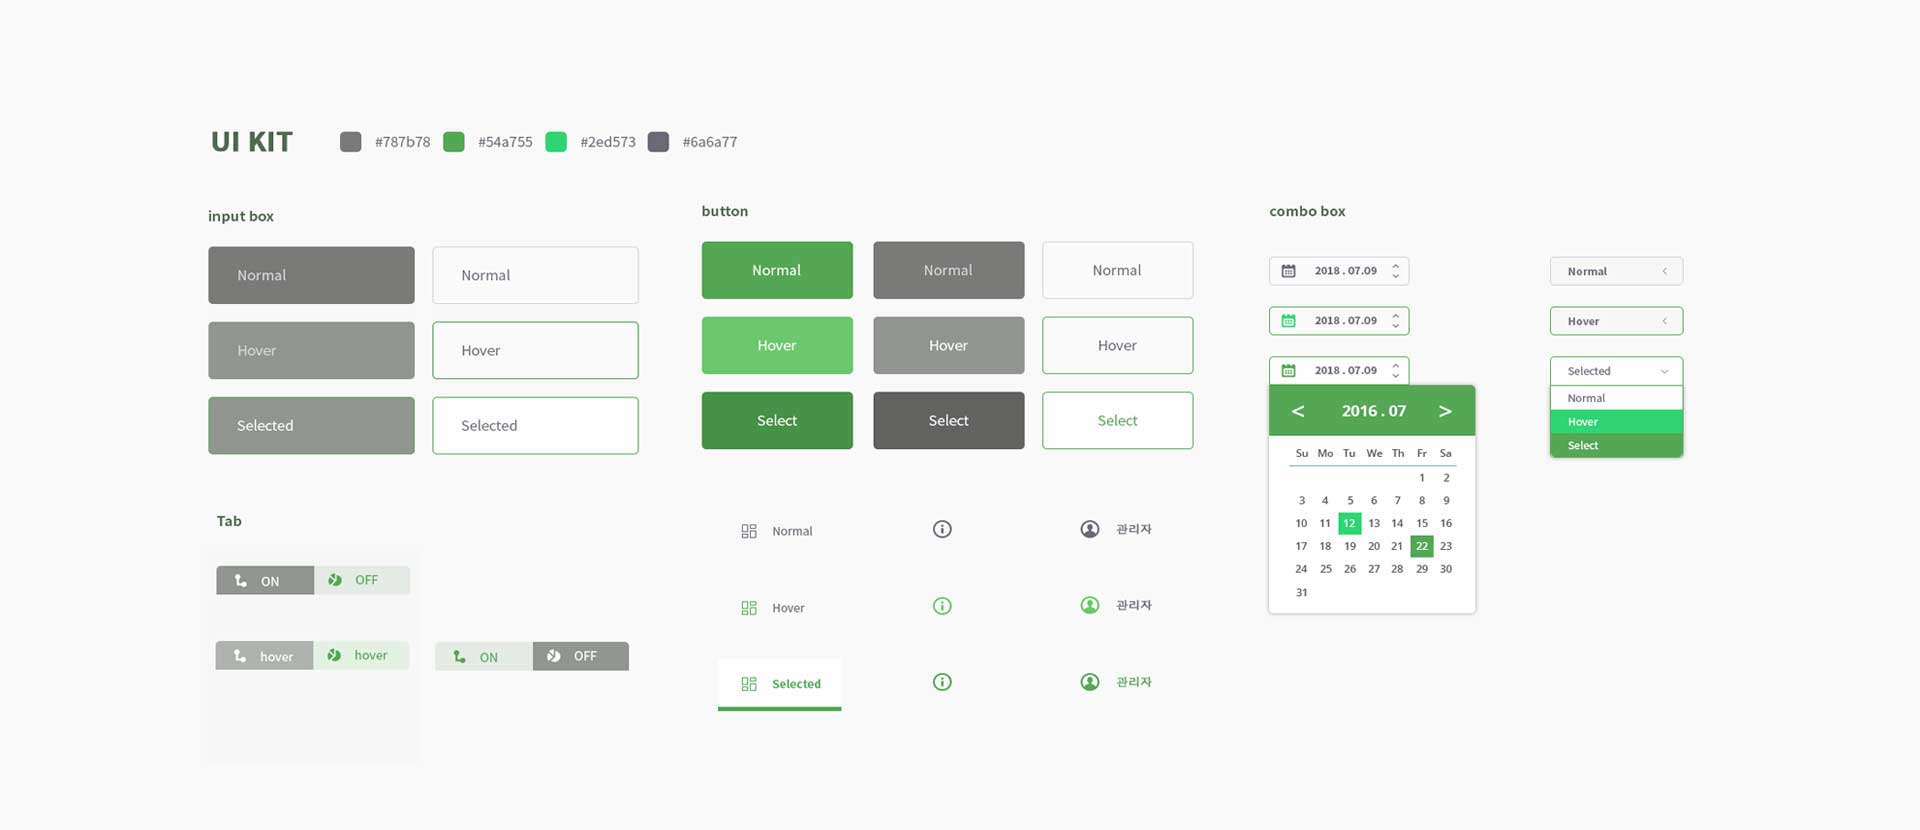 UI KIT #787b78 #54a755 #2ed573 #6a6a77
input box
Normal Normal
Hover Hover
Selected Selected
button
Normal Normal Normal
Hover Hover Hover
Select Select Select
combo box
2018 . 07.09
2018 . 07.09
2018 . 07.09
< 2016 . 07 >
Su Mo Tu We Th Fr Sa
1 2
3 4 5 6 7 8 9
10 11 12 13 14 15 16
17 18 19 20 21 22 23
24 25 26 27 28 29 30
31
Normal
Hover
Selected
Normal
Hover
Select
Tab
ON OFF
hover hover
ON OFF
Normal 관리자
Hover 관리자
Selected 관리자